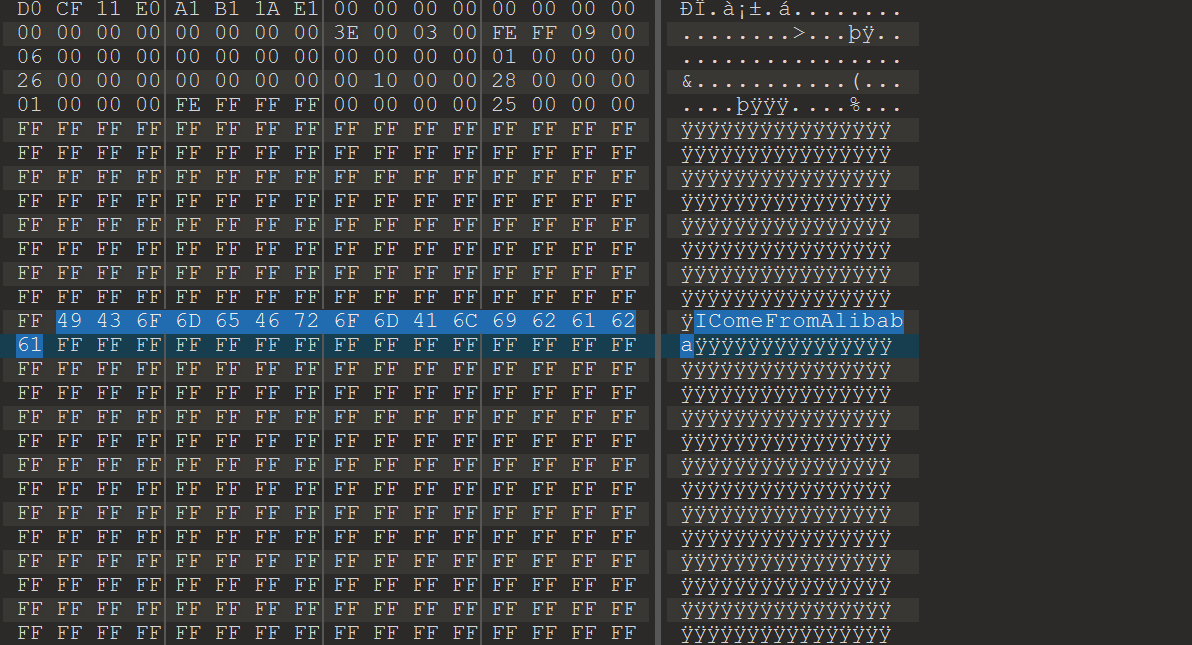 D0 CF 11 E0 A1 B1 1A E1 00 00 00 00 00 00 00 00 ÐÏ.à¡±.á........
00 00 00 00 00 00 00 00 3E 00 03 00 FE FF 09 00 ........>...þÿ..
06 00 00 00 00 00 00 00 00 00 00 00 01 00 00 00 ................
26 00 00 00 00 00 00 00 00 10 00 00 28 00 00 00 &...........(...
01 00 00 00 FE FF FF FF 00 00 00 00 25 00 00 00 ....þÿÿÿ....%...
FF FF FF FF FF FF FF FF FF FF FF FF FF FF FF FF ÿÿÿÿÿÿÿÿÿÿÿÿÿÿÿÿ
FF FF FF FF FF FF FF FF FF FF FF FF FF FF FF FF ÿÿÿÿÿÿÿÿÿÿÿÿÿÿÿÿ
FF FF FF FF FF FF FF FF FF FF FF FF FF FF FF FF ÿÿÿÿÿÿÿÿÿÿÿÿÿÿÿÿ
FF FF FF FF FF FF FF FF FF FF FF FF FF FF FF FF ÿÿÿÿÿÿÿÿÿÿÿÿÿÿÿÿ
FF FF FF FF FF FF FF FF FF FF FF FF FF FF FF FF ÿÿÿÿÿÿÿÿÿÿÿÿÿÿÿÿ
FF FF FF FF FF FF FF FF FF FF FF FF FF FF FF FF ÿÿÿÿÿÿÿÿÿÿÿÿÿÿÿÿ
FF FF FF FF FF FF FF FF FF FF FF FF FF FF FF FF ÿÿÿÿÿÿÿÿÿÿÿÿÿÿÿÿ
FF FF FF FF FF FF FF FF FF FF FF FF FF FF FF FF ÿÿÿÿÿÿÿÿÿÿÿÿÿÿÿÿ
FF 49 43 6F 6D 65 46 72 6F 6D 41 6C 69 62 61 62 ÿIComeFromAlibab
61 FF FF FF FF FF FF FF FF FF FF FF FF FF FF FF aÿÿÿÿÿÿÿÿÿÿÿÿÿÿÿ
FF FF FF FF FF FF FF FF FF FF FF FF FF FF FF FF ÿÿÿÿÿÿÿÿÿÿÿÿÿÿÿÿ
FF FF FF FF FF FF FF FF FF FF FF FF FF FF FF FF ÿÿÿÿÿÿÿÿÿÿÿÿÿÿÿÿ
FF FF FF FF FF FF FF FF FF FF FF FF FF FF FF FF ÿÿÿÿÿÿÿÿÿÿÿÿÿÿÿÿ
FF FF FF FF FF FF FF FF FF FF FF FF FF FF FF FF ÿÿÿÿÿÿÿÿÿÿÿÿÿÿÿÿ
FF FF FF FF FF FF FF FF FF FF FF FF FF FF FF FF ÿÿÿÿÿÿÿÿÿÿÿÿÿÿÿÿ
FF FF FF FF FF FF FF FF FF FF FF FF FF FF FF FF ÿÿÿÿÿÿÿÿÿÿÿÿÿÿÿÿ
FF FF FF FF FF FF FF FF FF FF FF FF FF FF FF FF ÿÿÿÿÿÿÿÿÿÿÿÿÿÿÿÿ
FF FF FF FF FF FF FF FF FF FF FF FF FF FF FF FF ÿÿÿÿÿÿÿÿÿÿÿÿÿÿÿÿ
FF FF FF FF FF FF FF FF FF FF FF FF FF FF FF FF ÿÿÿÿÿÿÿÿÿÿÿÿÿÿÿÿ
FF FF FF FF FF FF FF FF FF FF FF FF FF FF FF FF ÿÿÿÿÿÿÿÿÿÿÿÿÿÿÿÿ
FF FF FF FF FF FF FF FF FF FF FF FF FF FF FF FF ÿÿÿÿÿÿÿÿÿÿÿÿÿÿÿÿ
FF FF FF FF FF FF FF FF FF FF FF FF FF FF FF FF ÿÿÿÿÿÿÿÿÿÿÿÿÿÿÿÿ